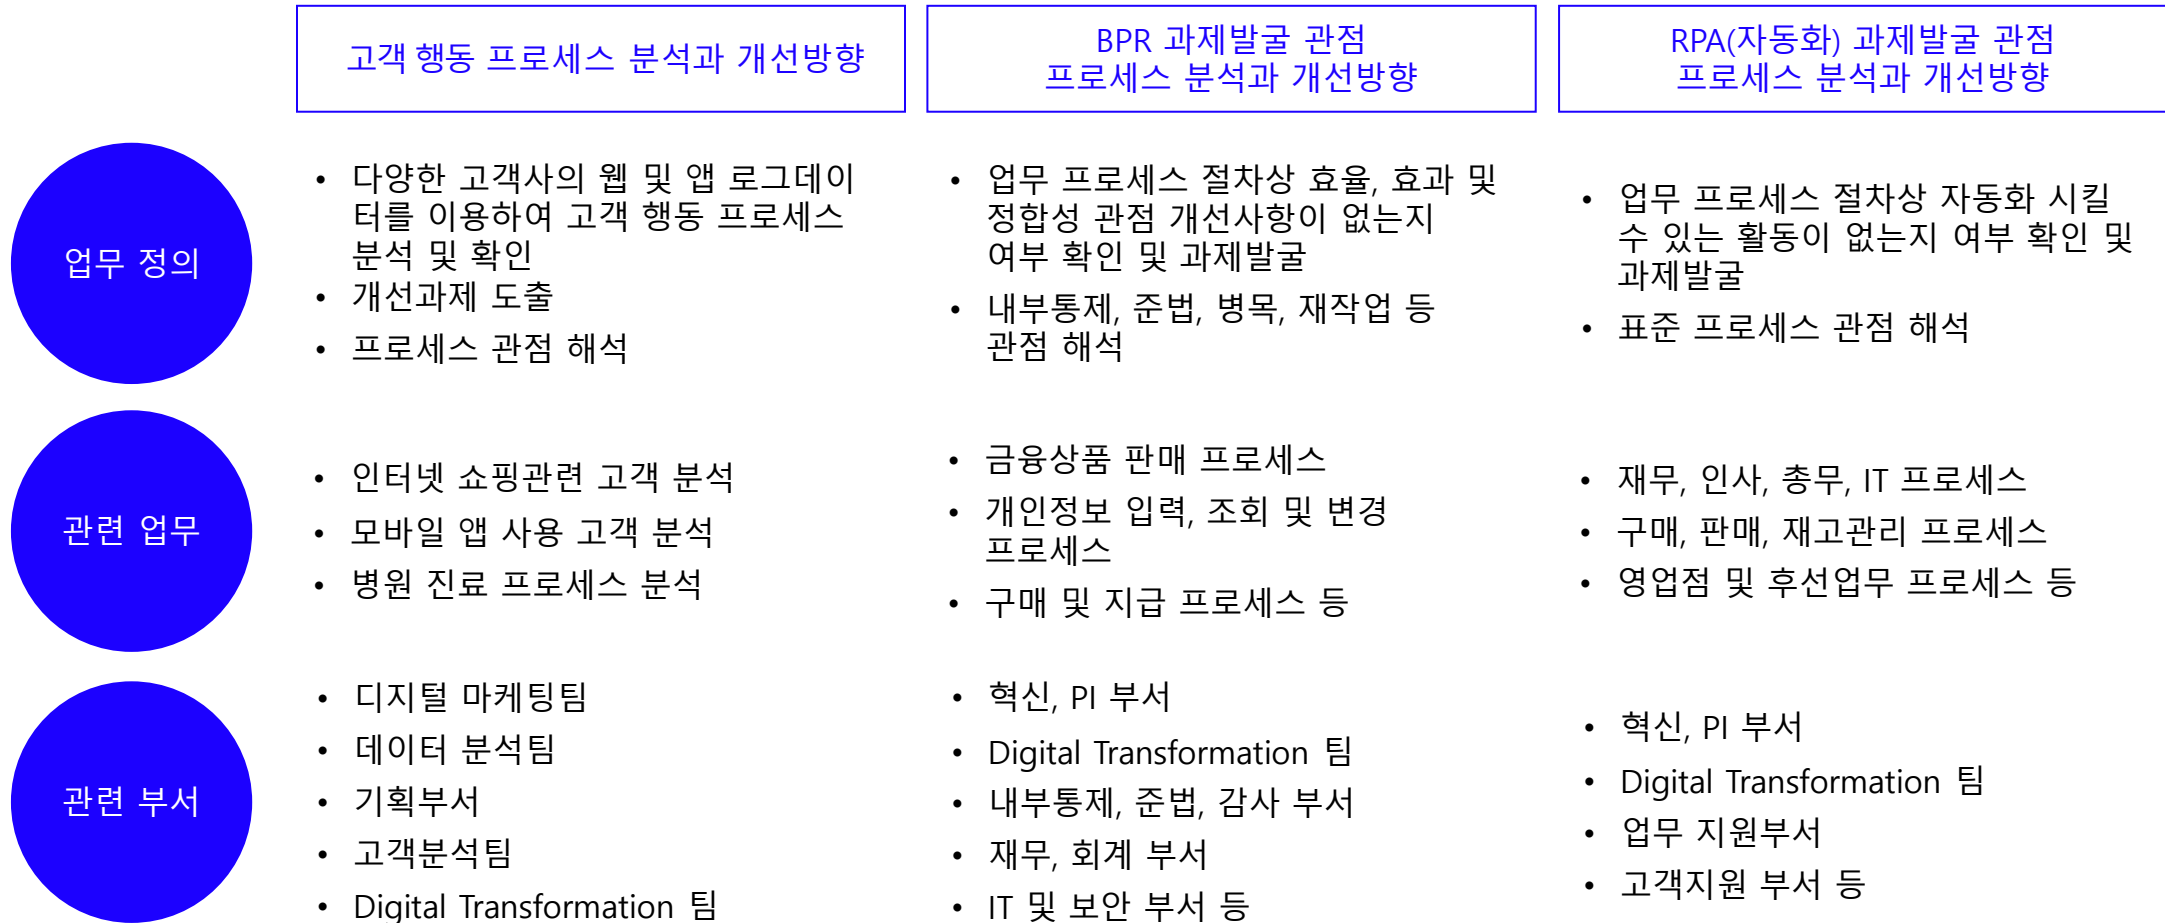 고객 행동 프로세스 분석과 개선방향
BPR 과제발굴 관점
프로세스 분석과 개선방향
RPA(자동화) 과제발굴 관점
프로세스 분석과 개선방향
업무 정의
• 다양한 고객사의 웹 및 앱 로그데이
터를 이용하여 고객 행동 프로세스
분석 및 확인
• 개선과제 도출
• 프로세스 관점 해석
• 업무 프로세스 절차상 효율, 효과 및
정합성 관점 개선사항이 없는지
여부 확인 및 과제발굴
• 내부통제, 준법, 병목, 재작업 등
관점 해석
• 업무 프로세스 절차상 자동화 시킬
수 있는 활동이 없는지 여부 확인 및
과제발굴
• 표준 프로세스 관점 해석
관련 업무
• 인터넷 쇼핑관련 고객 분석
• 모바일 앱 사용 고객 분석
• 병원 진료 프로세스 분석
• 금융상품 판매 프로세스
• 개인정보 입력, 조회 및 변경
프로세스
• 구매 및 지급 프로세스 등
• 재무, 인사, 총무, IT 프로세스
• 구매, 판매, 재고관리 프로세스
• 영업점 및 후선업무 프로세스 등
관련 부서
• 디지털 마케팅팀
• 데이터 분석팀
• 기획부서
• 고객분석팀
• Digital Transformation 팀
• 혁신, PI 부서
• Digital Transformation 팀
• 내부통제, 준법, 감사 부서
• 재무, 회계 부서
• IT 및 보안 부서 등
• 혁신, PI 부서
• Digital Transformation 팀
• 업무 지원부서
• 고객지원 부서 등